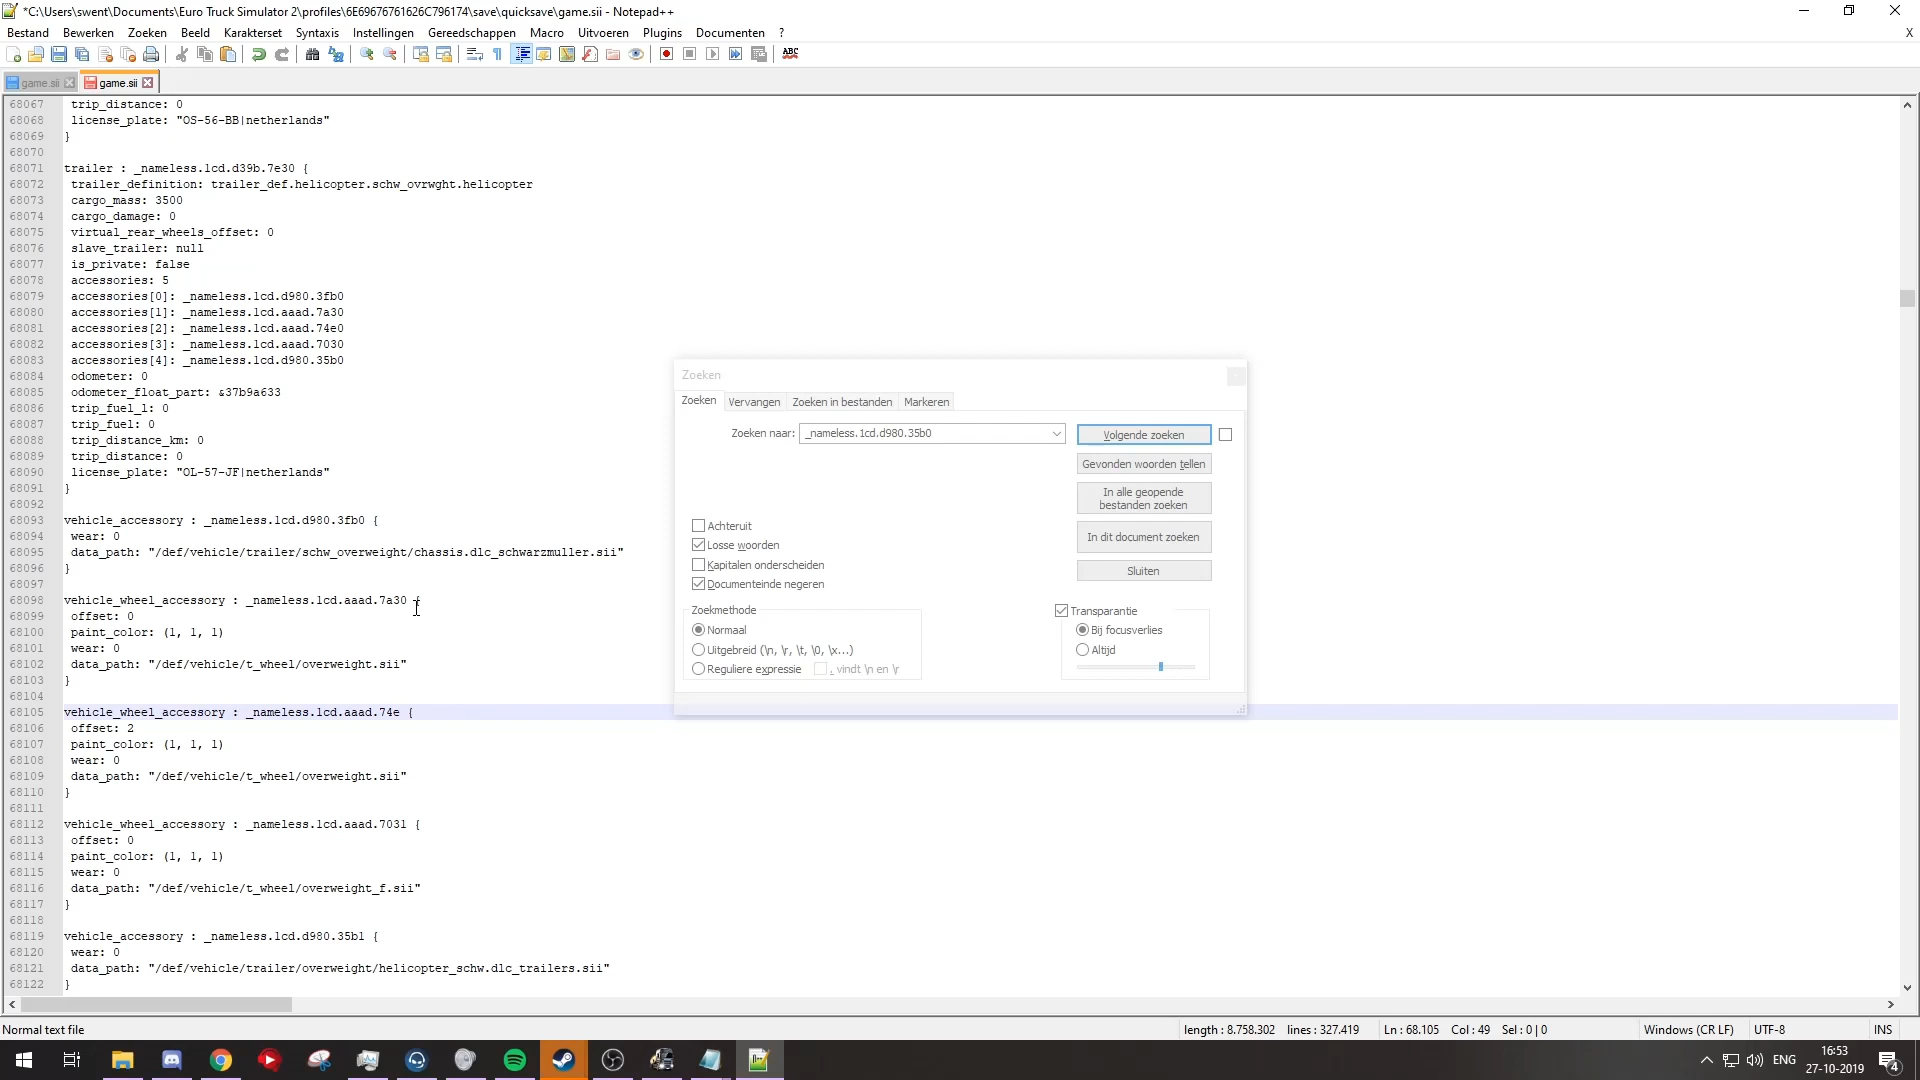 *C:\Users\swent\Documents\Euro Truck Simulator 2\profiles\6E69676761626C796174\save\quicksave\game.sii - Notepad++
Bestand Bewerken Zoeken Beeld Karakterset Syntaxis Instellingen Gereedschappen Macro Uitvoeren Plugins Documenten ? X
game.sii game.sii
68067 trip_distance: 0
68068 license_plate: "OS-56-BB|netherlands"
68069 }
68070
68071 trailer : _nameless.1cd.d39b.7e30 {
68072 trailer_definition: trailer_def.helicopter.schw_ovrwght.helicopter
68073 cargo_mass: 3500
68074 cargo_damage: 0
68075 virtual_rear_wheels_offset: 0
68076 slave_trailer: null
68077 is_private: false
68078 accessories: 5
68079 accessories[0]: _nameless.1cd.d980.3fb0
68080 accessories[1]: _nameless.1cd.aaad.7a30
68081 accessories[2]: _nameless.1cd.aaad.74e0
68082 accessories[3]: _nameless.1cd.aaad.7030
68083 accessories[4]: _nameless.1cd.d980.35b0
68084 odometer: 0
68085 odometer_float_part: &37b9a633
68086 trip_fuel_l: 0
68087 trip_fuel: 0
68088 trip_distance_km: 0
68089 trip_distance: 0
68090 license_plate: "OL-57-JF|netherlands"
68091 }
68092
68093 vehicle_accessory : _nameless.1cd.d980.3fb0 {
68094 wear: 0
68095 data_path: "/def/vehicle/trailer/schw_overweight/chassis.dlc_schwarzmuller.sii"
68096 }
68097
68098 vehicle_wheel_accessory : _nameless.1cd.aaad.7a30 {
68099 offset: 0
68100 paint_color: (1, 1, 1)
68101 wear: 0
68102 data_path: "/def/vehicle/t_wheel/overweight.sii"
68103 }
68104
68105 vehicle_wheel_accessory : _nameless.1cd.aaad.74e {
68106 offset: 2
68107 paint_color: (1, 1, 1)
68108 wear: 0
68109 data_path: "/def/vehicle/t_wheel/overweight.sii"
68110 }
68111
68112 vehicle_wheel_accessory : _nameless.1cd.aaad.7031 {
68113 offset: 0
68114 paint_color: (1, 1, 1)
68115 wear: 0
68116 data_path: "/def/vehicle/t_wheel/overweight_f.sii"
68117 }
68118
68119 vehicle_accessory : _nameless.1cd.d980.35b1 {
68120 wear: 0
68121 data_path: "/def/vehicle/trailer/overweight/helicopter_schw.dlc_trailers.sii"
68122 }
Zoeken
Zoeken Vervangen Zoeken in bestanden Markeren
Zoeken naar: _nameless.1cd.d980.35b0 Volgende zoeken
Gevonden woorden tellen
In alle geopende
bestanden zoeken
Achteruit
In dit document zoeken
Losse woorden
Kapitalen onderscheiden
Sluiten
Documenteinde negeren
Zoekmethode
Normaal
Uitgebreid (\n, \r, \t, \0, \x...)
Reguliere expressie . vindt \n en \r
Transparantie
Bij focusverlies
Altijd
Normal text file length : 8.758.302 lines : 327.419 Ln : 68.105 Col : 49 Sel : 0 | 0 Windows (CR LF) UTF-8 INS
ENG
16:53
27-10-2019
4